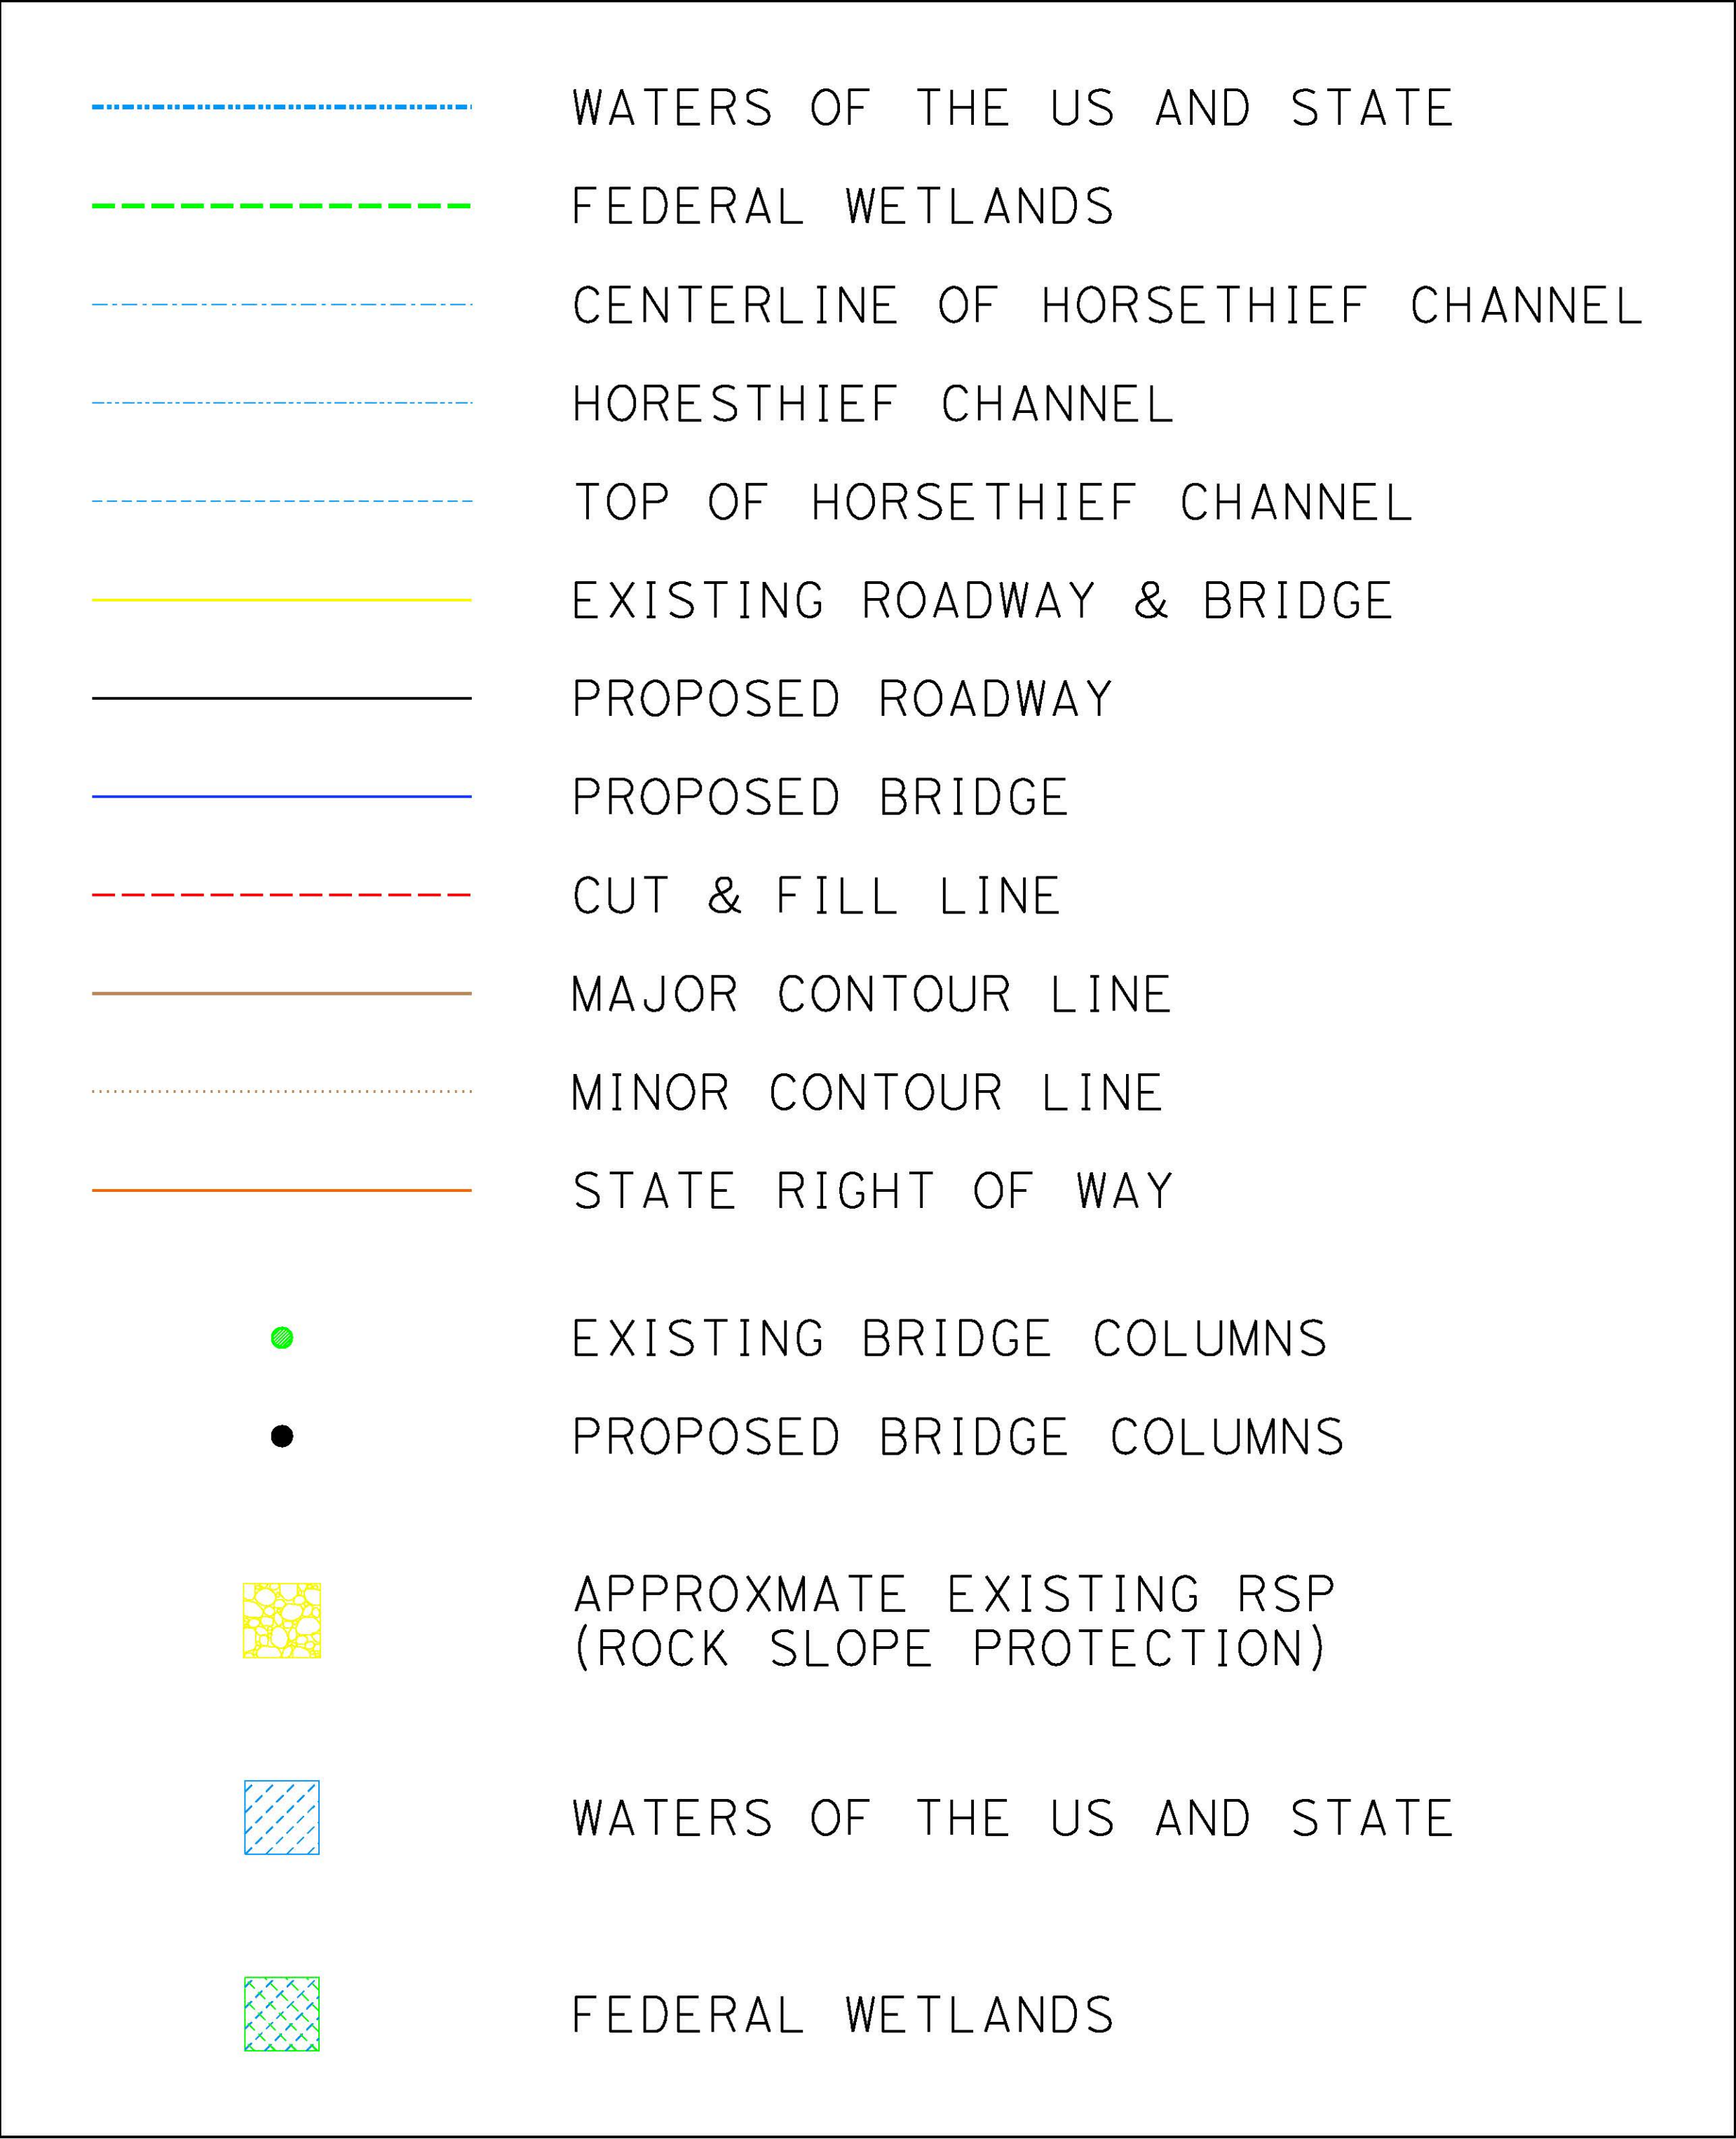 WATERS OF THE US AND STATE
FEDERAL WETLANDS
CENTERLINE OF HORSETHIEF CHANNEL
HORESTHIEF CHANNEL
TOP OF HORSETHIEF CHANNEL
EXISTING ROADWAY & BRIDGE
PROPOSED ROADWAY
PROPOSED BRIDGE
CUT & FILL LINE
MAJOR CONTOUR LINE
MINOR CONTOUR LINE
STATE RIGHT OF WAY
EXISTING BRIDGE COLUMNS
PROPOSED BRIDGE COLUMNS
APPROXMATE EXISTING RSP
(ROCK SLOPE PROTECTION)
WATERS OF THE US AND STATE
FEDERAL WETLANDS